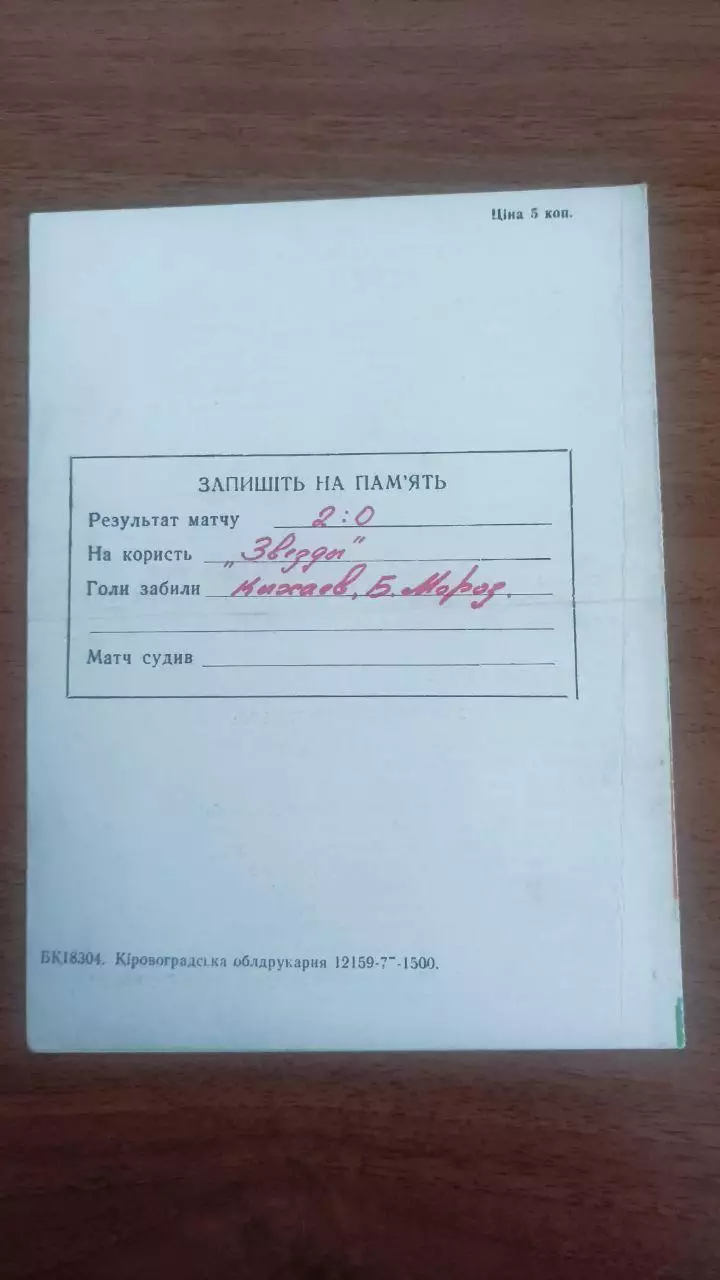 Ціна 5 коп.
ЗАПИШІТЬ НА ПАМ'ЯТЬ
Результат матчу 2:0
На користь „Звезды"
Голи забили Кихаев, Б. Мороз.
Матч судив
БК18304. Кіровоградська облдрукарня 12159-7 -1500.